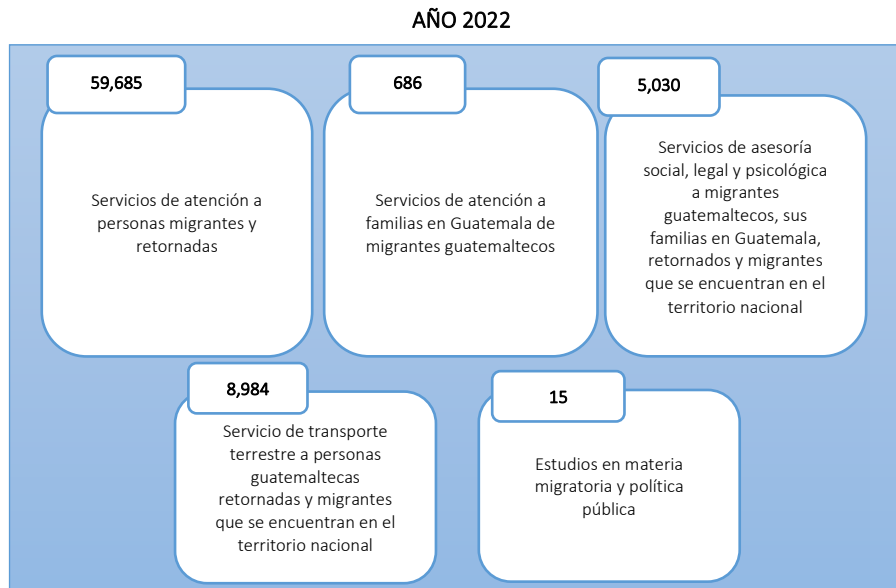 AÑO 2022
59,685
Servicios de atención a
personas migrantes y
retornadas
686
Servicios de atención a
familias en Guatemala de
migrantes guatemaltecos
5,030
Servicios de asesoría
social, legal y psicológica
a migrantes
guatemaltecos, sus
familias en Guatemala,
retornados y migrantes
que se encuentran en el
territorio nacional
8,984
Servicio de transporte
terrestre a personas
guatemaltecas
retornadas y migrantes
que se encuentran en el
territorio nacional
15
Estudios en materia
migratoria y política
pública